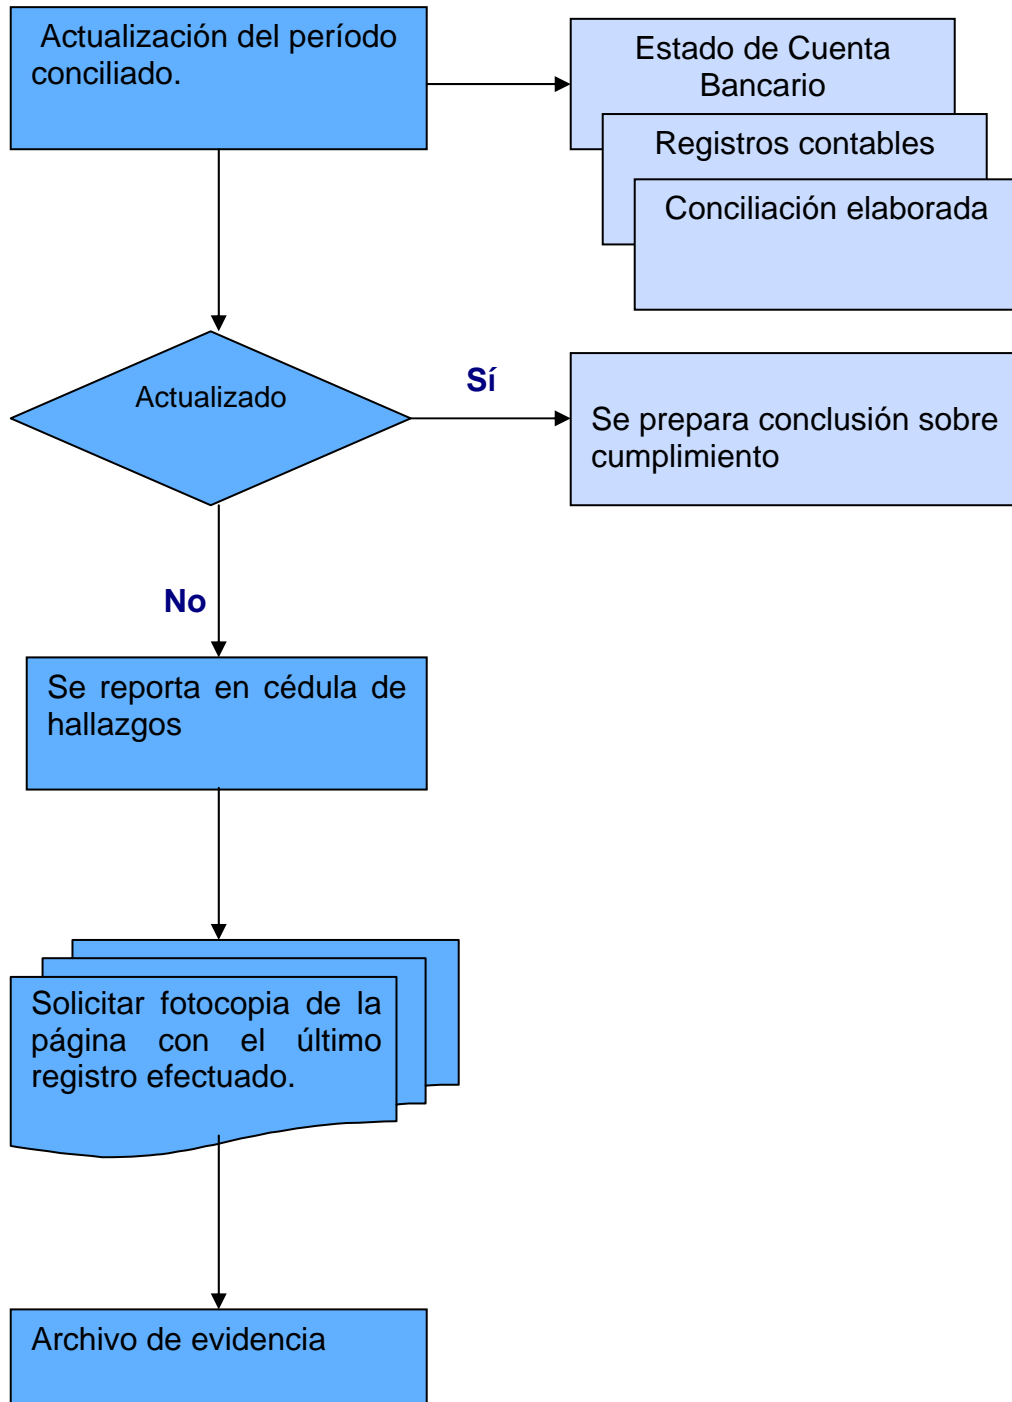 Actualización del período
conciliado.
Estado de Cuenta
Bancario
Registros contables
Conciliación elaborada
Actualizado
Sí
Se prepara conclusión sobre
cumplimiento
No
Se reporta en cédula de
hallazgos
Solicitar fotocopia de la
página con el último
registro efectuado.
Archivo de evidencia